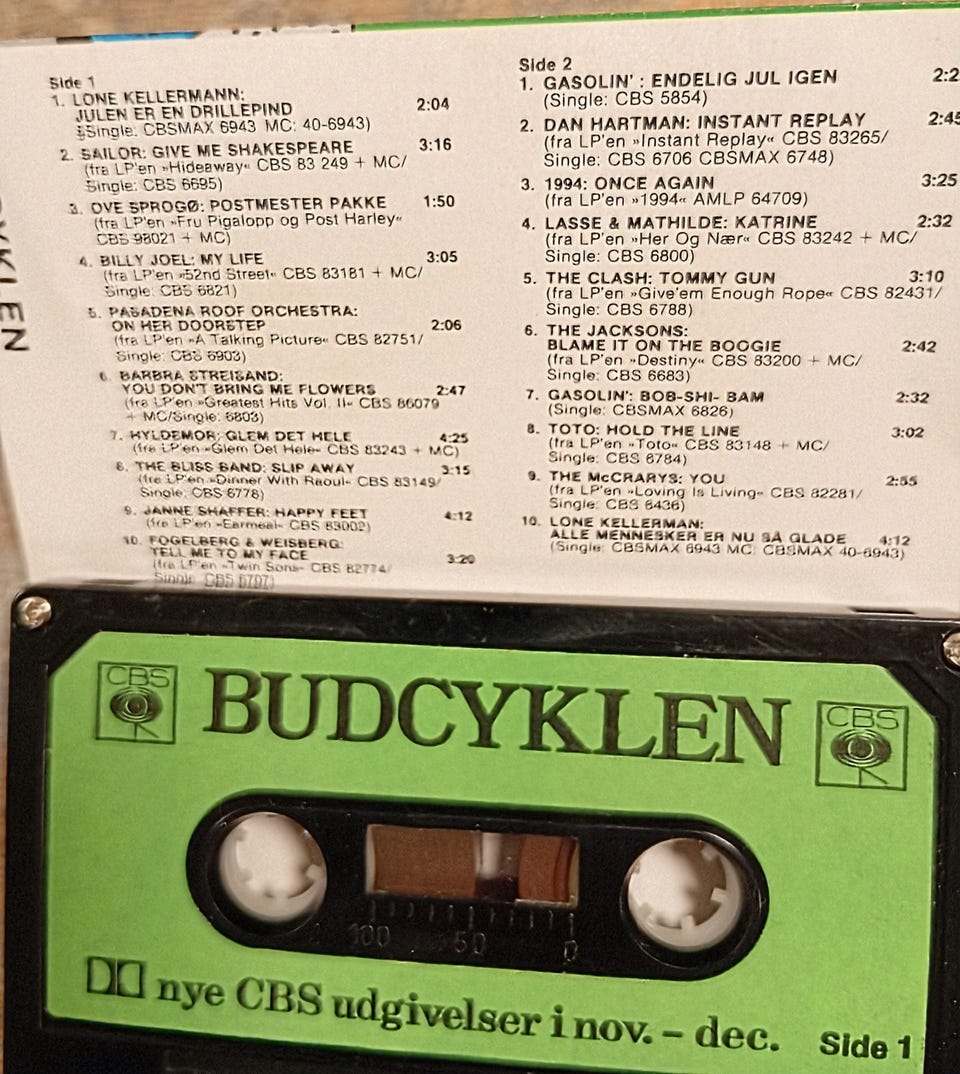 Side 1
1. LONE KELLERMANN:
JULEN ER EN DRILLEPIND 2:04
(Single: CBSMAX 6943 MC: 40-6943)
2. SAILOR: GIVE ME SHAKESPEARE 3:16
(fra LP'en »Hideaway« CBS 83 249 + MC/
Single: CBS 6695)
3. OVE SPROGØ: POSTMESTER PAKKE 1:50
(fra LP'en »Fru Pigalopp og Post Harley«
CBS 98021 + MC)
4. BILLY JOEL: MY LIFE 3:05
(fra LP'en »52nd Street« CBS 83181 + MC/
Single: CBS 6821)
5. PASADENA ROOF ORCHESTRA:
ON HER DOORSTEP 2:06
(fra LP'en »A Talking Picture« CBS 82751/
Single: CBS 6903)
6. BARBRA STREISAND:
YOU DON'T BRING ME FLOWERS 2:47
(fra LP'en »Greatest Hits Vol. II« CBS 86079
+ MC/Single: 6803)
7. HYLDEMOR: GLEM DET HELE 4:25
(fra LP'en »Glem Det Hele« CBS 83243 + MC)
8. THE BLISS BAND: SLIP AWAY 3:15
(fra LP'en »Dinner With Raoul« CBS 83149/
Single: CBS 6778)
9. JANNE SHAFFER: HAPPY FEET 4:12
(fra LP'en »Earmeal« CBS 83002)
10. FOGELBERG & WEISBERG:
TELL ME TO MY FACE 3:20
(fra LP'en »Twin Sons« CBS 82774/
Single: CBS 6797)
Side 2
1. GASOLIN' : ENDELIG JUL IGEN 2:2
(Single: CBS 5854)
2. DAN HARTMAN: INSTANT REPLAY 2:45
(fra LP'en »Instant Replay« CBS 83265/
Single: CBS 6706 CBSMAX 6748)
3. 1994: ONCE AGAIN 3:25
(fra LP'en »1994« AMLP 64709)
4. LASSE & MATHILDE: KATRINE 2:32
(fra LP'en »Her Og Nær« CBS 83242 + MC/
Single: CBS 6800)
5. THE CLASH: TOMMY GUN 3:10
(fra LP'en »Give'em Enough Rope« CBS 82431/
Single: CBS 6788)
6. THE JACKSONS:
BLAME IT ON THE BOOGIE 2:42
(fra LP'en »Destiny« CBS 83200 + MC/
Single: CBS 6683)
7. GASOLIN': BOB-SHI- BAM 2:32
(Single: CBSMAX 6826)
8. TOTO: HOLD THE LINE 3:02
(fra LP'en »Toto« CBS 83148 + MC/
Single: CBS 6784)
9. THE McCRARYS: YOU 2:55
(fra LP'en »Loving Is Living« CBS 82281/
Single: CBS 6436)
10. LONE KELLERMAN:
ALLE MENNESKER ER NU SÅ GLADE 4:12
(Single: CBSMAX 6943 MC: CBSMAX 40-6943)
YKLEN
CBS
BUDCYKLEN
CBS
100 50 0
nye CBS udgivelser i nov. – dec.
Side 1